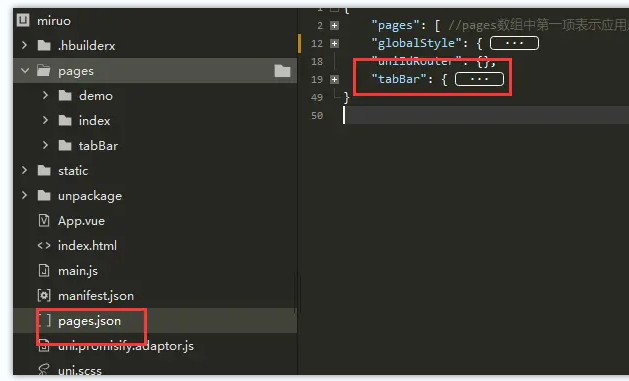 miruo
.hbuilderx
pages
demo
index
tabBar
static
unpackage
App.vue
index.html
main.js
manifest.json
pages.json
uni.promisify.adaptor.js
uni.scss
1 {
2 "pages": [ //pages数组中第一项表示应用
12 "globalStyle": { ...
18 "uniIdRouter": {},
19 "tabBar": { ...
49 }
50